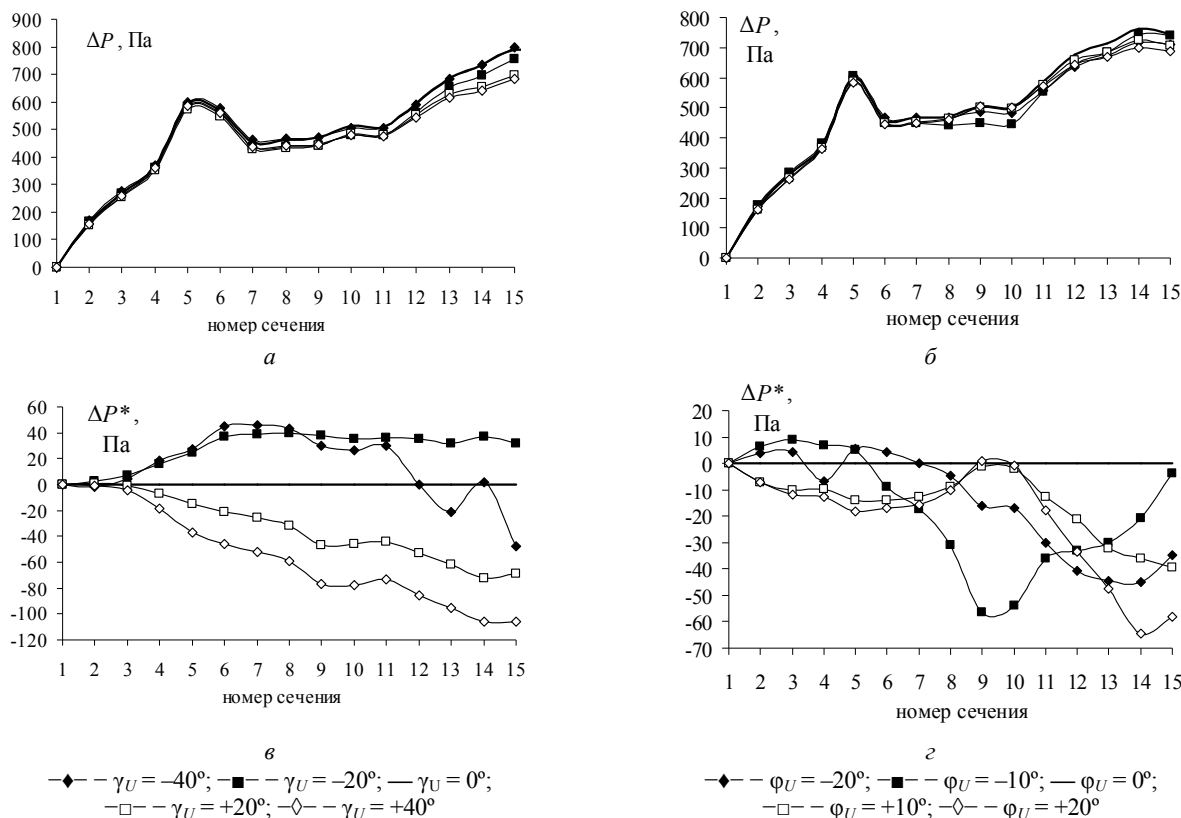 ΔP, Па
900
800
700
600
500
400
300
200
100
0
1 2 3 4 5 6 7 8 9 10 11 12 13 14 15
номер сечения
а
ΔP,
Па
800
700
600
500
400
300
200
100
0
1 2 3 4 5 6 7 8 9 10 11 12 13 14 15
номер сечения
б
ΔP*,
Па
60
40
20
0
-20
-40
-60
-80
-100
-120
1 2 3 4 5 6 7 8 9 10 11 12 13 14 15
номер сечения
в
γU = –40º; γU = –20º; γU = 0º;
γU = +20º; γU = +40º
ΔP*,
Па
20
10
0
-10
-20
-30
-40
-50
-60
-70
1 2 3 4 5 6 7 8 9 10 11 12 13 14 15
номер сечения
г
φU = –20º; φU = –10º; φU = 0º;
φU = +10º; φU = +20º